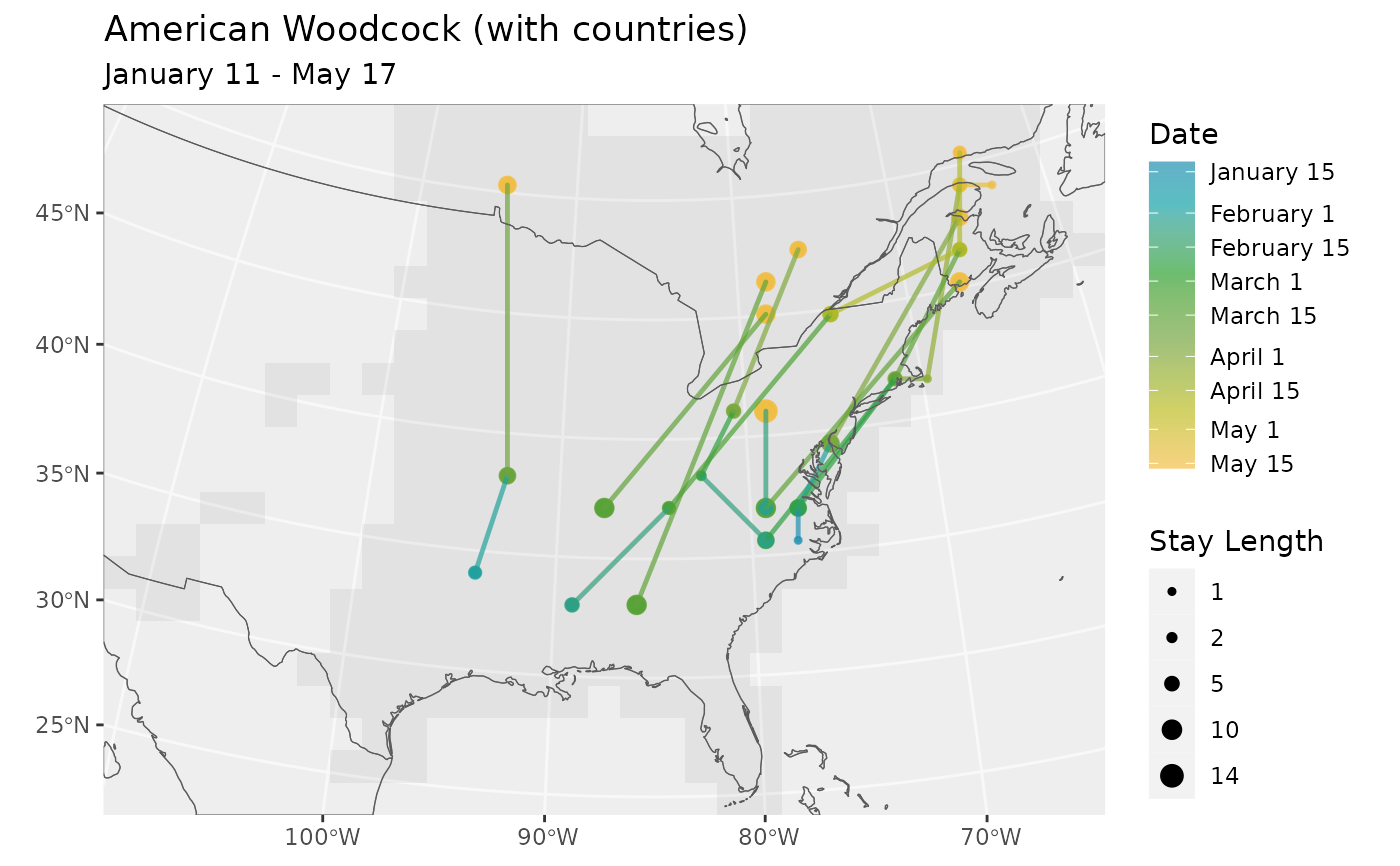 American Woodcock (with countries)
January 11 - May 17
45°N
40°N
35°N
30°N
25°N
100°W
90°W
80°W
70°W
Date
January 15
February 1
February 15
March 1
March 15
April 1
April 15
May 1
May 15
Stay Length
1
2
5
10
14